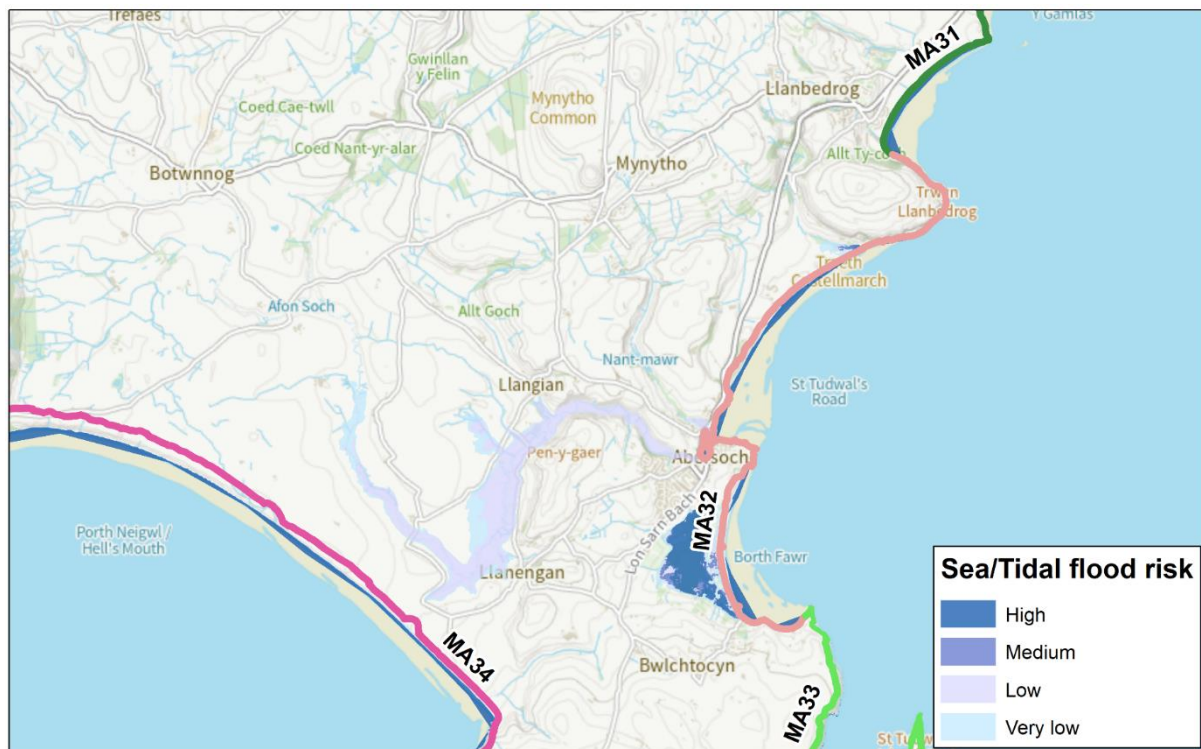 Trefaes
Y Gamlas
MA31
Gwinllan
y Felin
Llanbedrog
Coed Cae-twll
Mynytho
Common
Coed Nant-yr-alar
Allt Ty-coch
Mynytho
Botwnnog
Trwyn
Llanbedrog
Traeth
Castellmarch
Afon Soch
Allt Goch
Nant-mawr
Llangian
St Tudwal's
Road
Pen-y-gaer
Abersoch
MA32
Lon Sarn Bach
Porth Neigwl /
Hell's Mouth
Borth Fawr
Llanengan
Sea/Tidal flood risk
High
Medium
Low
Very low
MA34
Bwlchtocyn
MA33